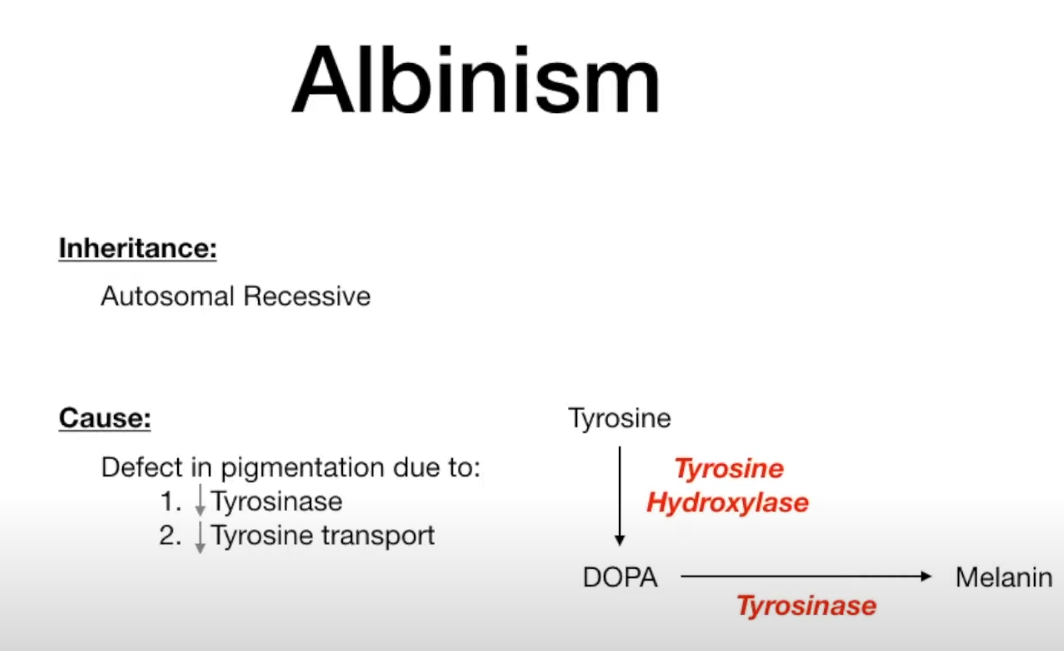 Albinism
Inheritance:
Autosomal Recessive
Cause:
Defect in pigmentation due to:
1. ↓ Tyrosinase
2. ↓ Tyrosine transport
Tyrosine
Tyrosine
Hydroxylase
DOPA
Melanin
Tyrosinase